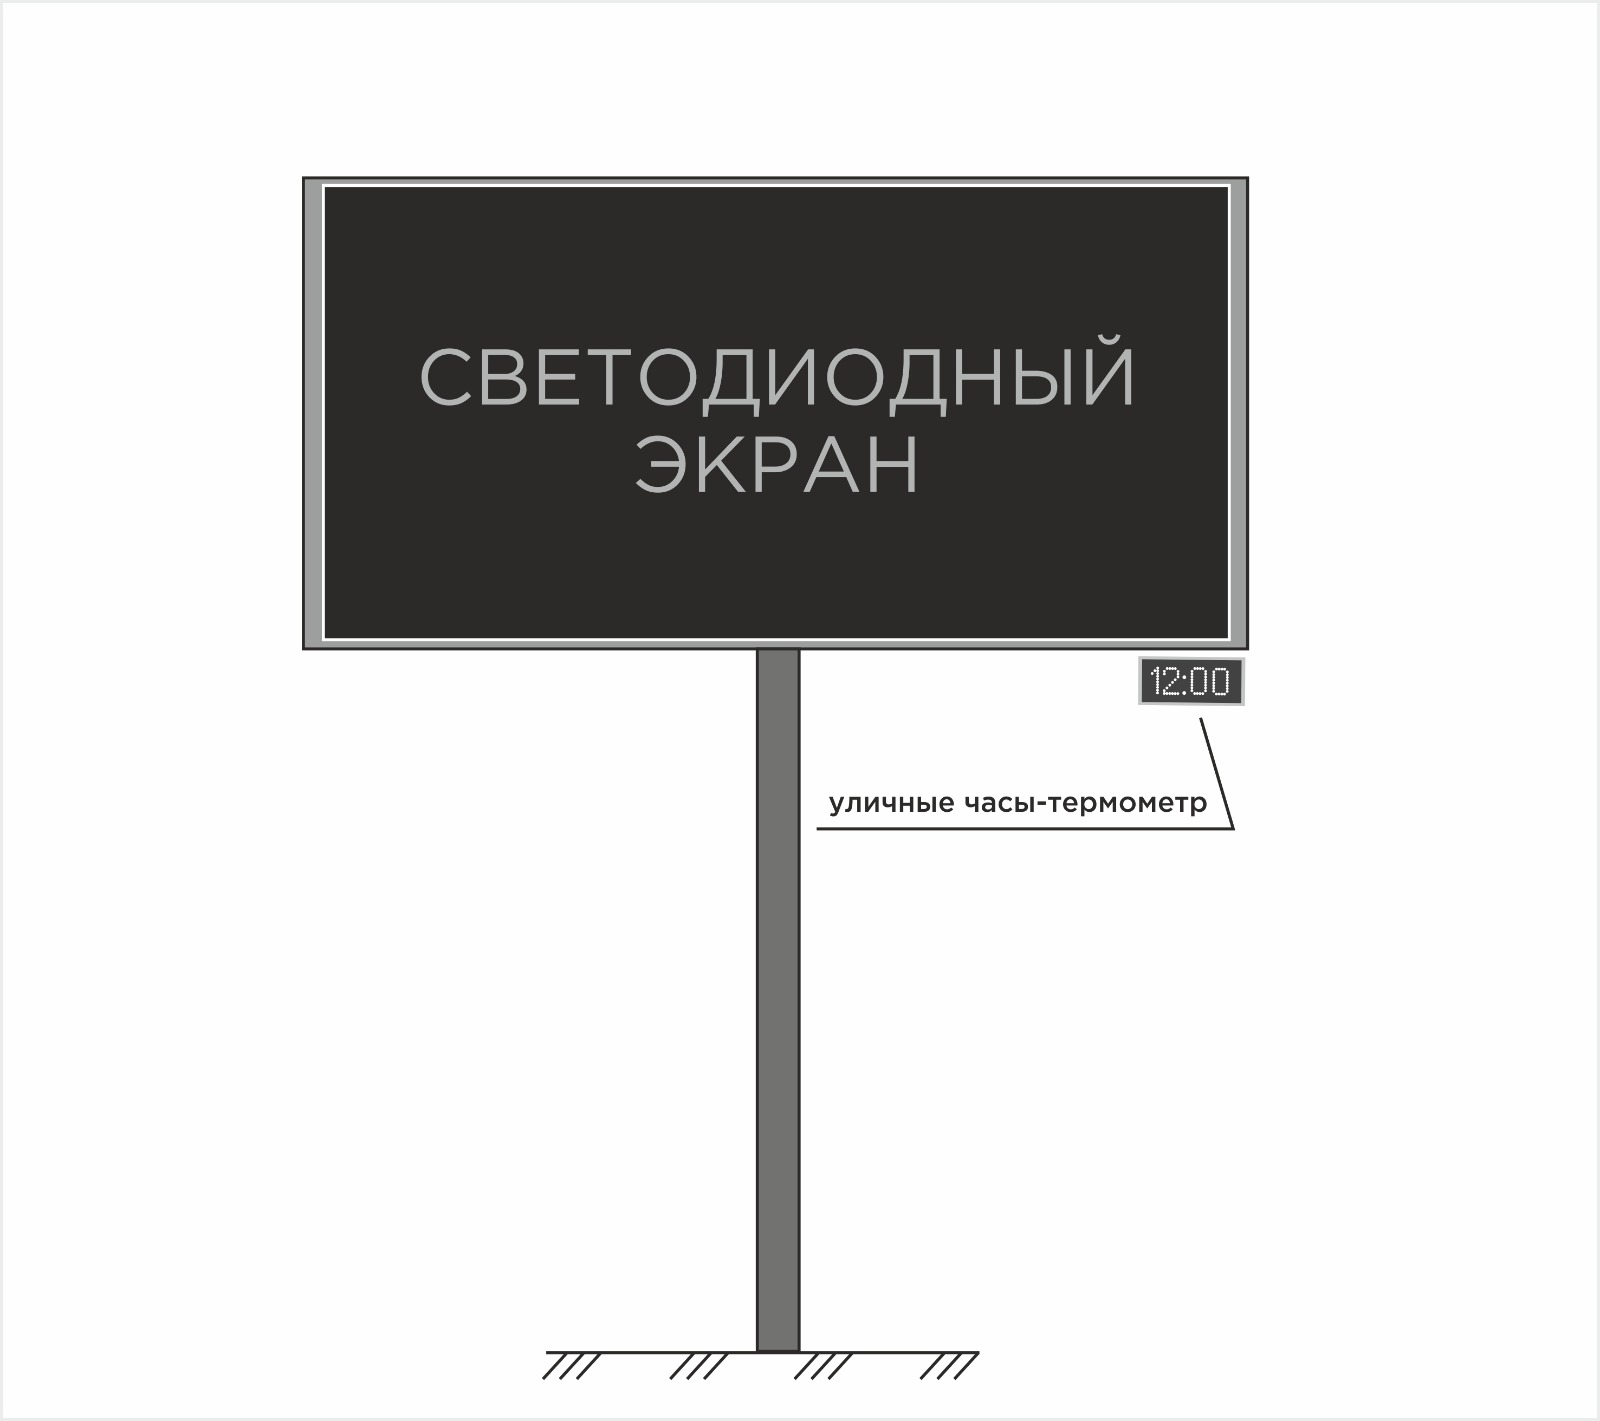 СВЕТОДИОДНЫЙ
ЭКРАН
12:00
уличные часы-термометр